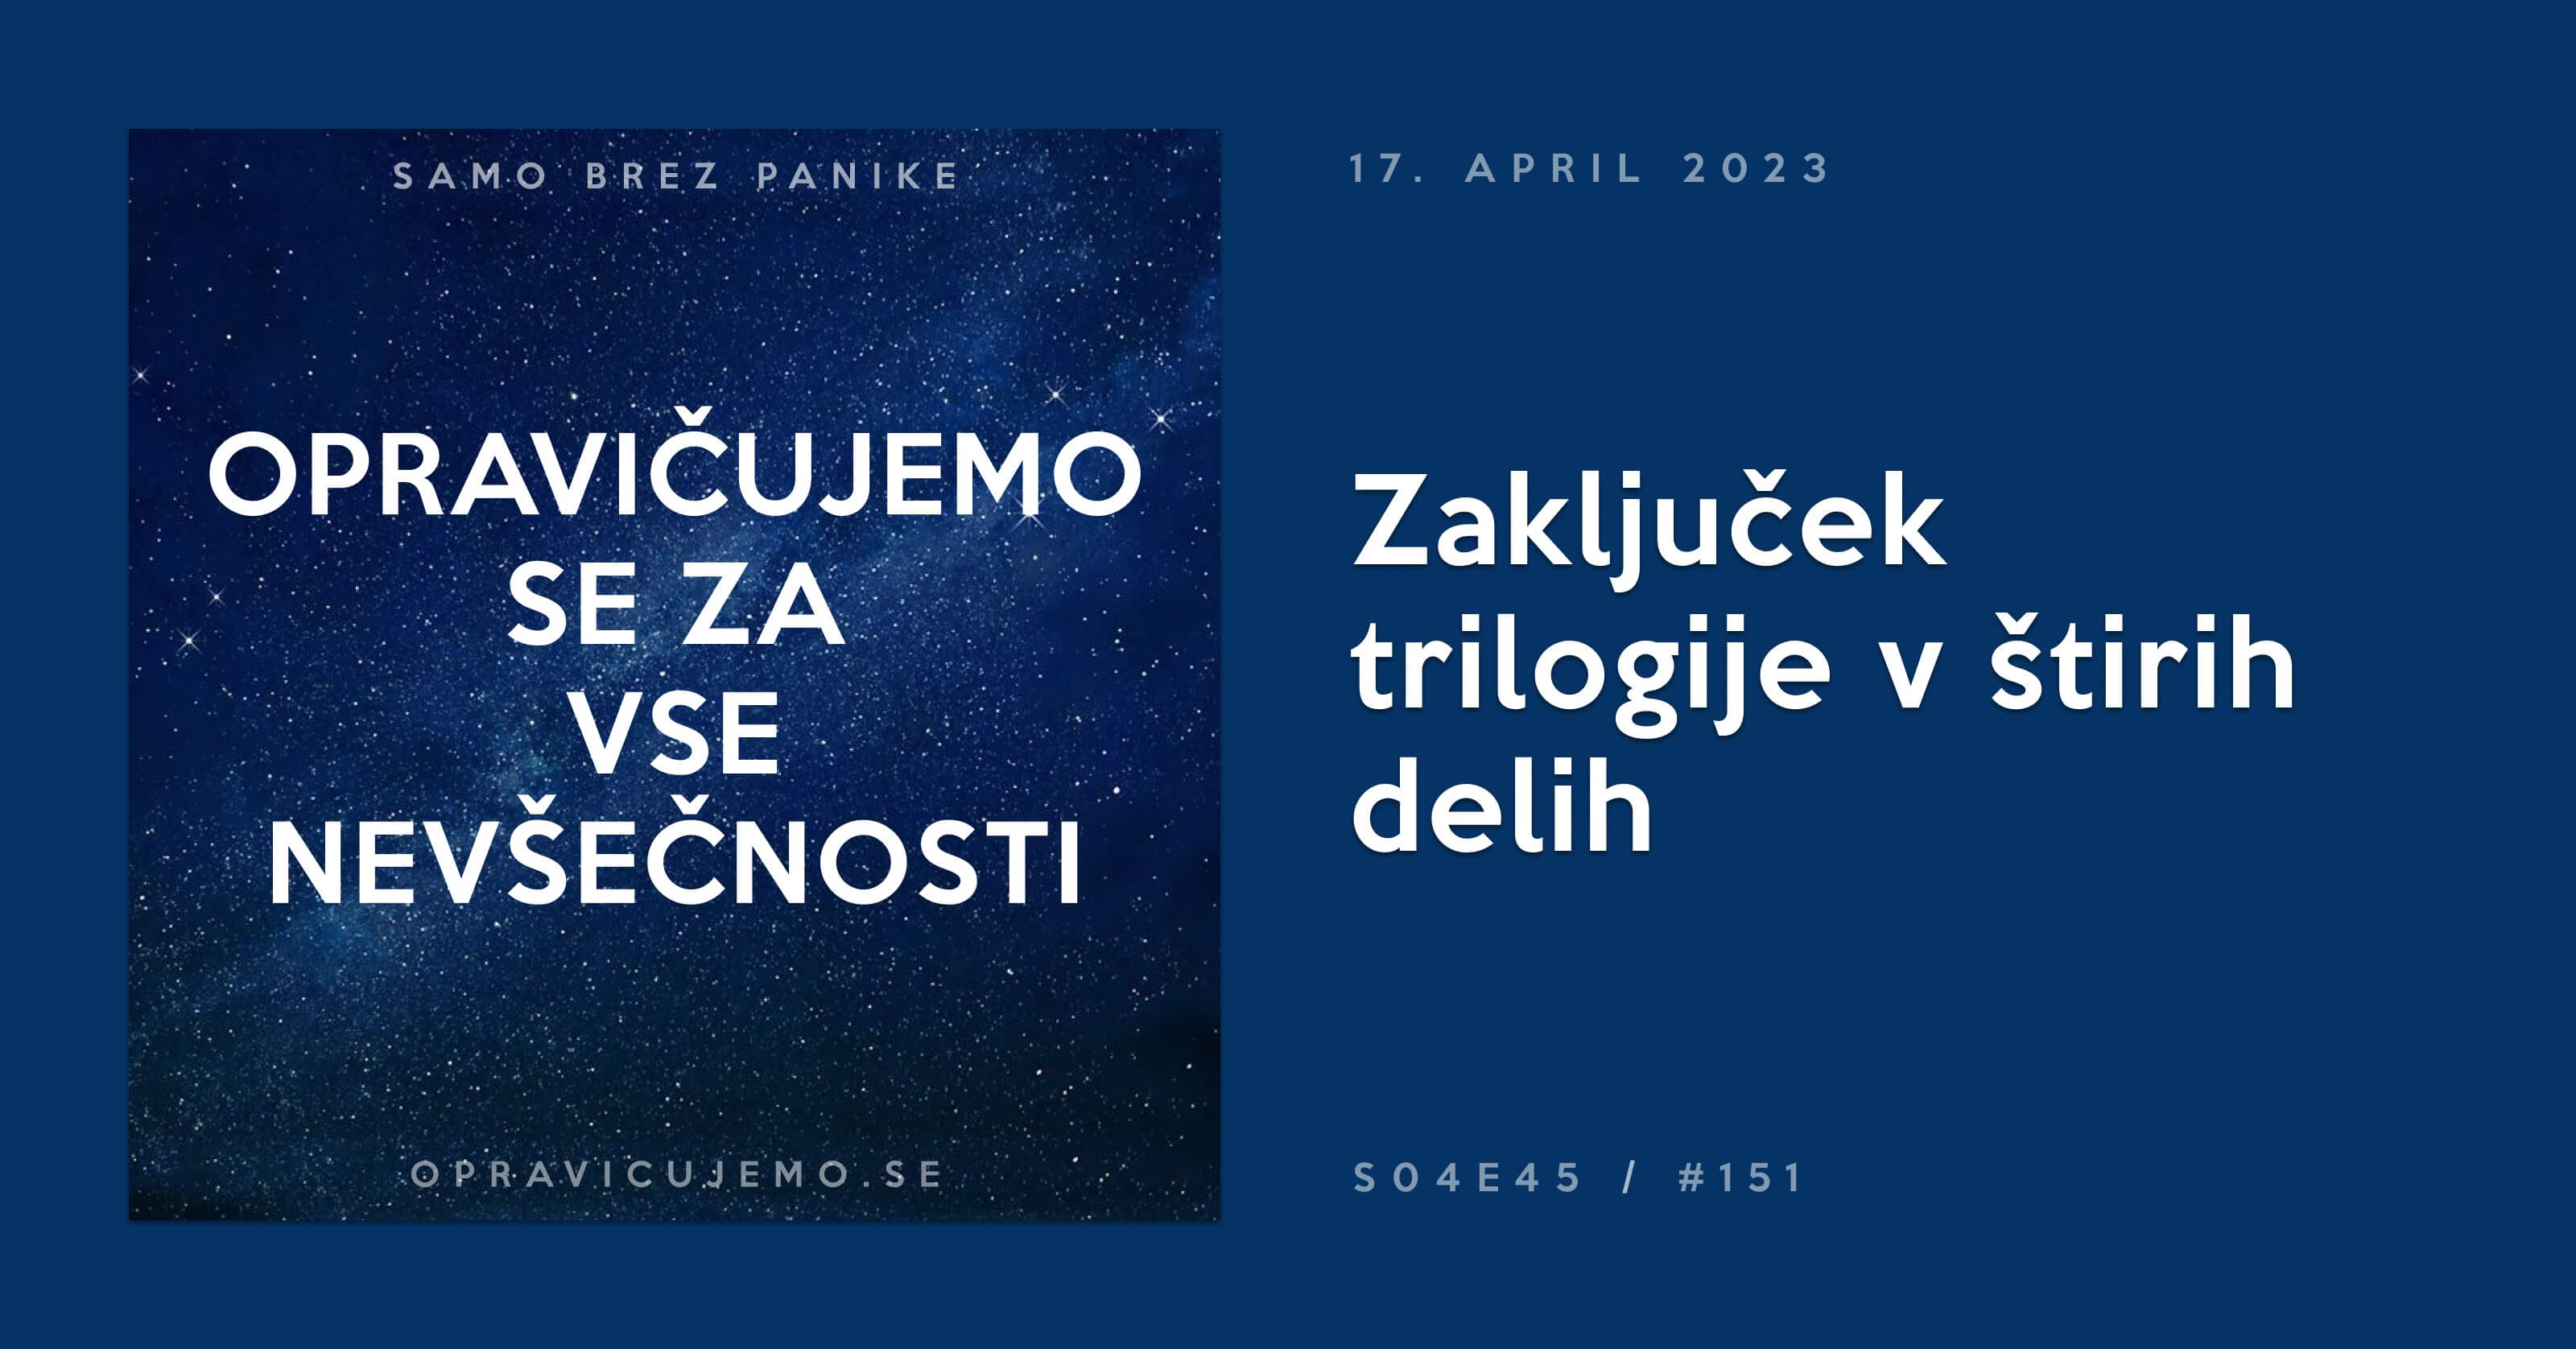 SAMO BREZ PANIKE
OPRAVIČUJEMO
SE ZA
VSE
NEVŠEČNOSTI
OPRAVICUJEMO.SE
17. APRIL 2023
Zaključek
trilogije v štirih
delih
S04E45 / #151